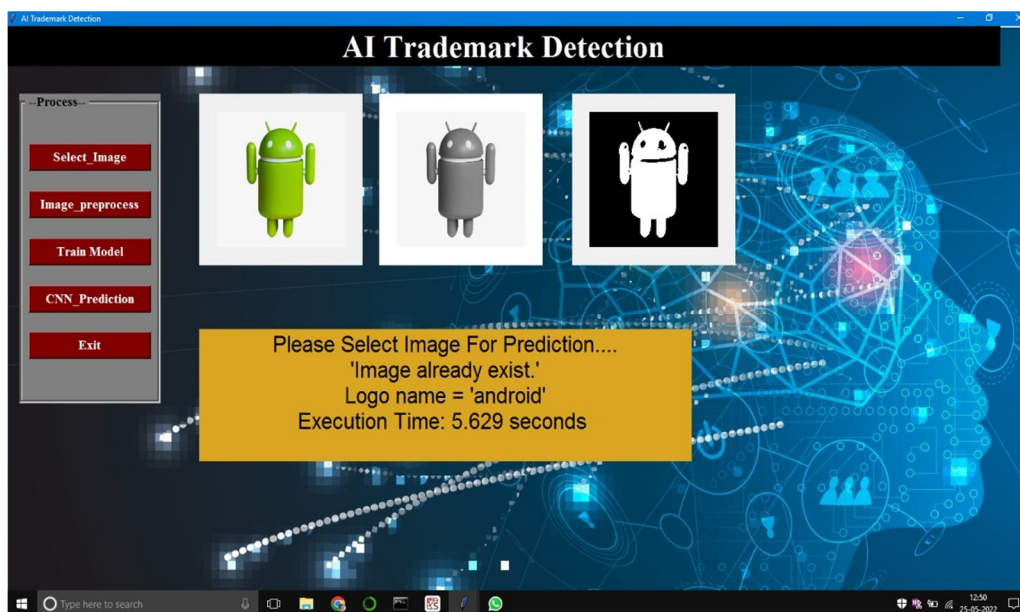 AI Trademark Detection
AI Trademark Detection
--Process--
Select_Image
Image_preprocess
Train Model
CNN_Prediction
Exit
Please Select Image For Prediction....
'Image already exist.'
Logo name = 'android'
Execution Time: 5.629 seconds
Type here to search
12:50
25-05-2022